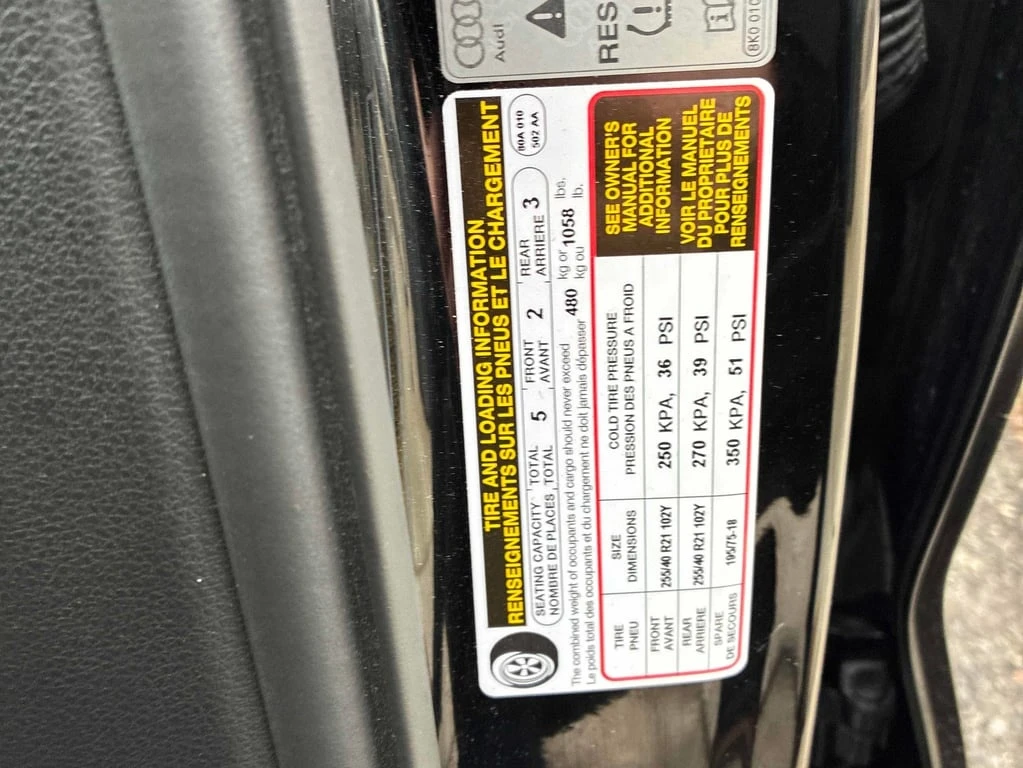 TIRE AND LOADING INFORMATION
RENSEIGNEMENTS SUR LES PNEUS ET LE CHARGEMENT
SEATING CAPACITY TOTAL 5 FRONT 2 REAR 3
NOMBRE DE PLACES TOTAL AVANT ARRIERE
80A 010
502 AA
The combined weight of occupants and cargo should never exceed 480 kg or 1058 lbs.
Le poids total des occupants et du chargement ne doit jamais dépasser kg ou lb.
TIRE SIZE COLD TIRE PRESSURE
PNEU DIMENSIONS PRESSION DES PNEUS A FROID
FRONT
AVANT 255/40 R21 102Y 250 KPA, 36 PSI
REAR
ARRIERE 255/40 R21 102Y 270 KPA, 39 PSI
SPARE
DE SECOURS 195/75-18 350 KPA, 51 PSI
SEE OWNER'S
MANUAL FOR
ADDITIONAL
INFORMATION
VOIR LE MANUEL
DU PROPRIETAIRE
POUR PLUS DE
RENSEIGNEMENTS
Audi
RES
8K0 010